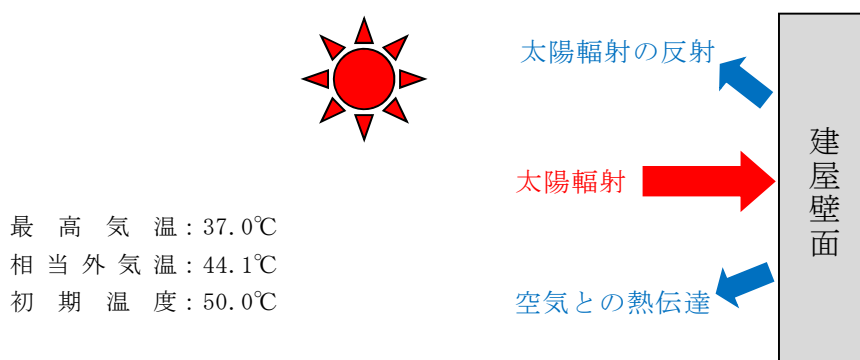 太陽輻射の反射
太陽輻射
最高気温:37.0℃
相当外気温:44.1℃
初期温度:50.0℃
空気との熱伝達
建屋壁面